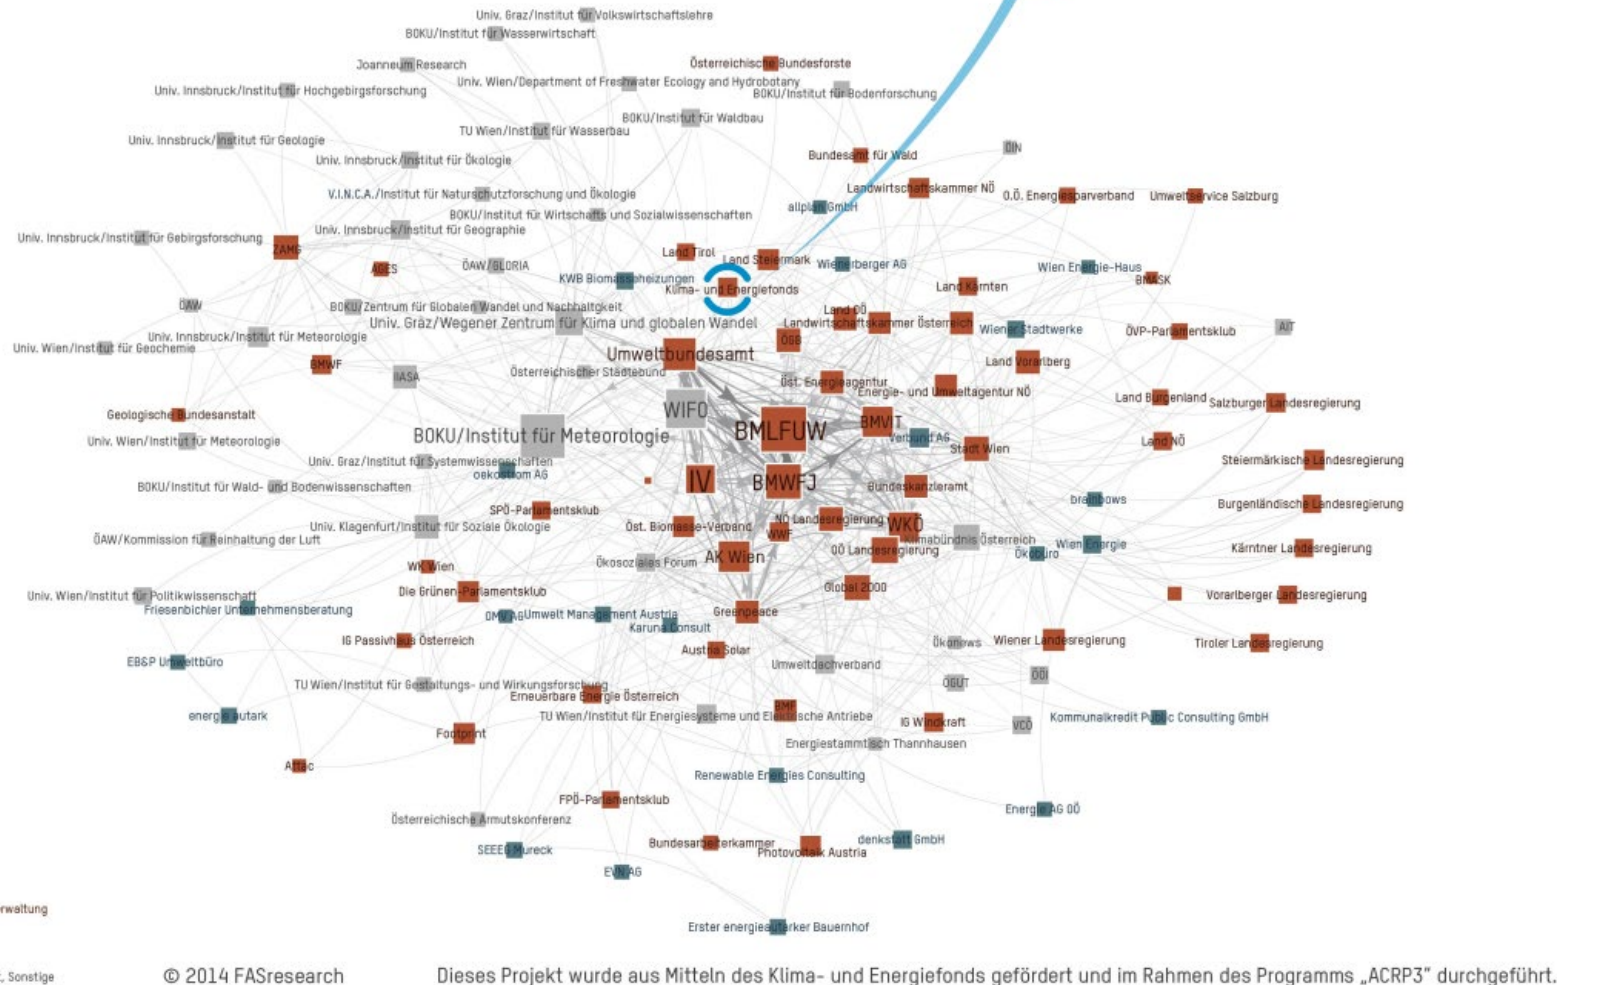 Univ. Graz/Institut für Volkswirtschaftslehre
BOKU/Institut für Wasserwirtschaft
Joanneum Research
Österreichische Bundesforste
Univ. Wien/Department of Freshwater Ecology and Hydrobotany
Univ. Innsbruck/Institut für Hochgebirgsforschung
BOKU/Institut für Bodenforschung
BOKU/Institut für Waldbau
TU Wien/Institut für Wasserbau
Univ. Innsbruck/Institut für Geologie
ÖIN
Bundesamt für Wald
Univ. Innsbruck/Institut für Ökologie
Landwirtschaftskammer NÖ
V.I.N.C.A./Institut für Naturschutzforschung und Ökologie
O.Ö. Energiesparverband
Umweltservice Salzburg
allplan GmbH
BOKU/Institut für Wirtschafts und Sozialwissenschaften
Univ. Innsbruck/Institut für Geographie
Univ. Innsbruck/Institut für Gebirgsforschung
ZAMG
Land Tirol
Land Steiermark
Wienerberger AG
AGES
ÖAW/GLORIA
Wien Energie-Haus
KWB Biomasseheizungen
BMASK
Klima- und Energiefonds
Land Kärnten
ÖAW
BOKU/Zentrum für Globalen Wandel und Nachhaltgkeit
Land OÖ
Univ. Graz/Wegener Zentrum für Klima und globalen Wandel
Landwirtschaftskammer Österreich
Wiener Stadtwerke
ÖVP-Parlamentsklub
AIT
Univ. Innsbruck/Institut für Meteorologie
ÖGB
Univ. Wien/Institut für Geochemie
Umweltbundesamt
Land Vorarlberg
BMWF
Österreichischer Städtebund
IIASA
Öst. Energieagentur
Energie- und Umweltagentur NÖ
Land Burgenland
Salzburger Landesregierung
WIFO
Geologische Bundesanstalt
BMLFUW
BMVIT
BOKU/Institut für Meteorologie
Verbund AG
Univ. Wien/Institut für Meteorologie
Land NÖ
Stadt Wien
Univ. Graz/Institut für Systemwissenschaften
Steiermärkische Landesregierung
oekostrom AG
IV
BMWFJ
BOKU/Institut für Wald- und Bodenwissenschaften
Bundeskanzleramt
brainbows
Burgenländische Landesregierung
SPÖ-Parlamentsklub
NÖ Landesregierung
Univ. Klagenfurt/Institut für Soziale Ökologie
Öst. Biomasse-Verband
WKÖ
WWF
ÖAW/Kommission für Reinhaltung der Luft
Klimabündnis Österreich
Wien Energie
Kärntner Landesregierung
OÖ Landesregierung
Ökobüro
AK Wien
Ökosoziales Forum
WK Wien
Global 2000
Die Grünen-Parlamentsklub
Univ. Wien/Institut für Politikwissenschaft
Vorarlberger Landesregierung
Friesenbichler Unternehmensberatung
Greenpeace
OMV AG
Umwelt Management Austria
Karuna Consult
IG Passivhaus Österreich
Ökonews
Wiener Landesregierung
Tiroler Landesregierung
Austria Solar
EB&P Umweltbüro
Umweltdachverband
ÖOI
TU Wien/Institut für Gestaltungs- und Wirkungsforschung
ÖGUT
Erneuerbare Energie Österreich
BMF
energie autark
TU Wien/Institut für Energiesysteme und Elektrische Antriebe
IG Windkraft
VCÖ
Kommunalkredit Public Consulting GmbH
Footprint
Energiestammtisch Thannhausen
Attac
Renewable Energies Consulting
FPÖ-Parlamentsklub
Energie AG OÖ
Österreichische Armutskonferenz
Bundesarbeiterkammer
denkstatt GmbH
SEEEG Mureck
Photovoltaik Austria
EVN AG
rwaltung
Erster energieautarker Bauernhof
, Sonstige
© 2014 FASresearch
Dieses Projekt wurde aus Mitteln des Klima- und Energiefonds gefördert und im Rahmen des Programms „ACRP3" durchgeführt.